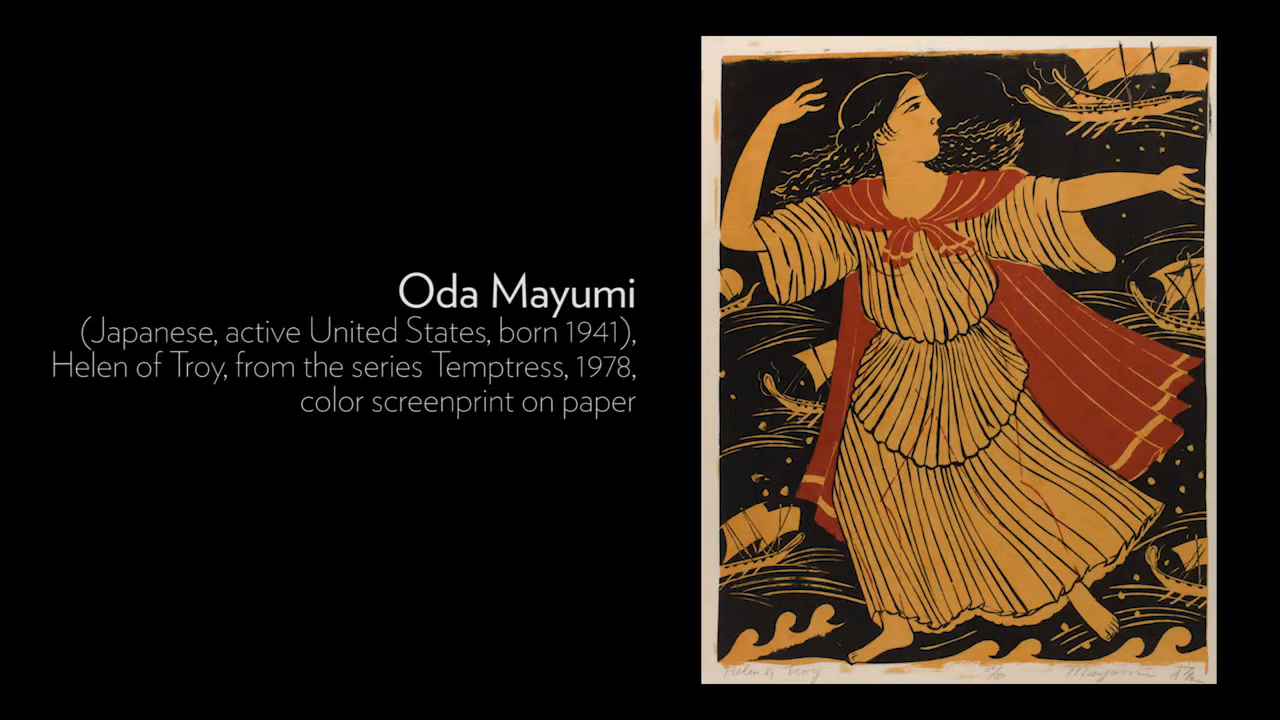 Oda Mayumi
(Japanese, active United States, born 1941),
Helen of Troy, from the series Temptress, 1978,
color screenprint on paper
Helen of Troy
Mayumi